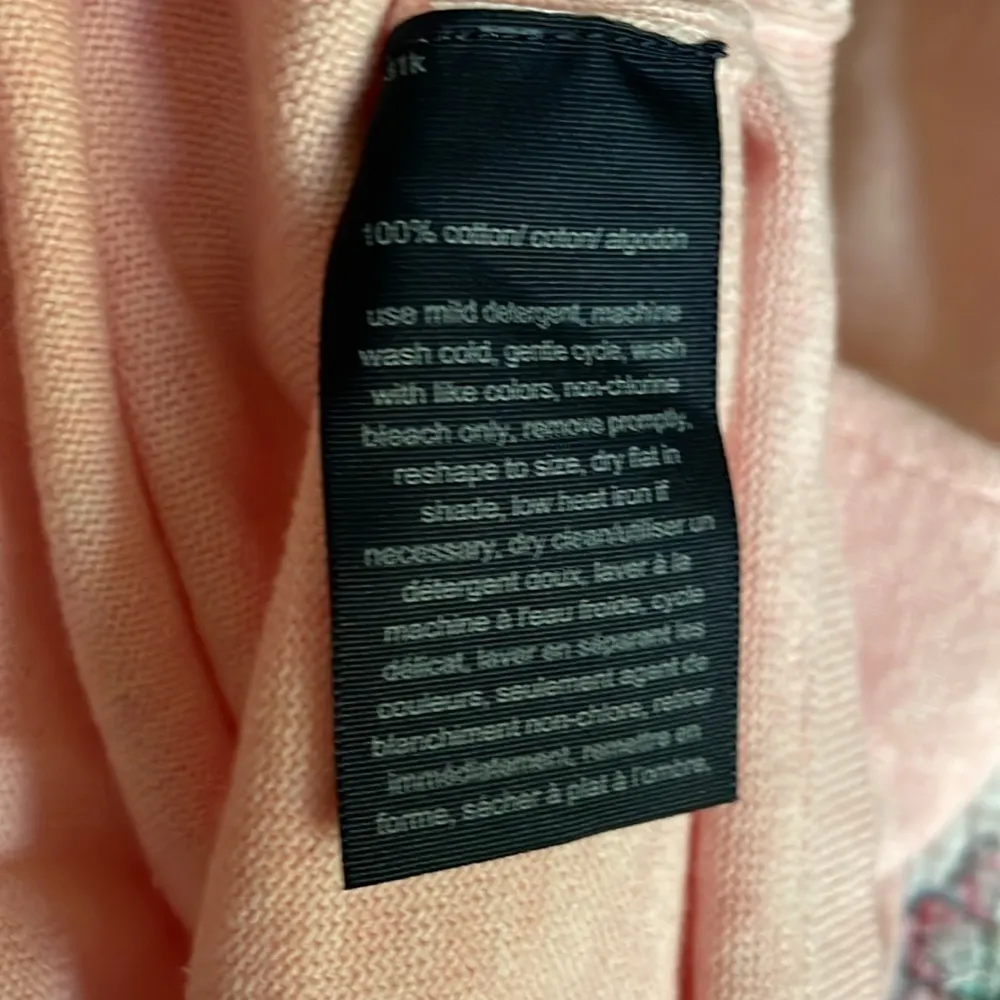 100% cotton/ coton/ algodón
use mild detergent, machine
wash cold, gentle cycle, wash
with like colors, non-chlorine
bleach only, remove promptly,
reshape to size, dry flat in
shade, low heat iron if
necessary, dry clean/utiliser un
détergent doux, laver à la
machine à l'eau froide, cycle
délicat, laver en séparant les
couleurs, seulement agent de
blanchiment non-chlore, retirer
immédiatement, remettre en
forme, sécher à plat à l'ombre,